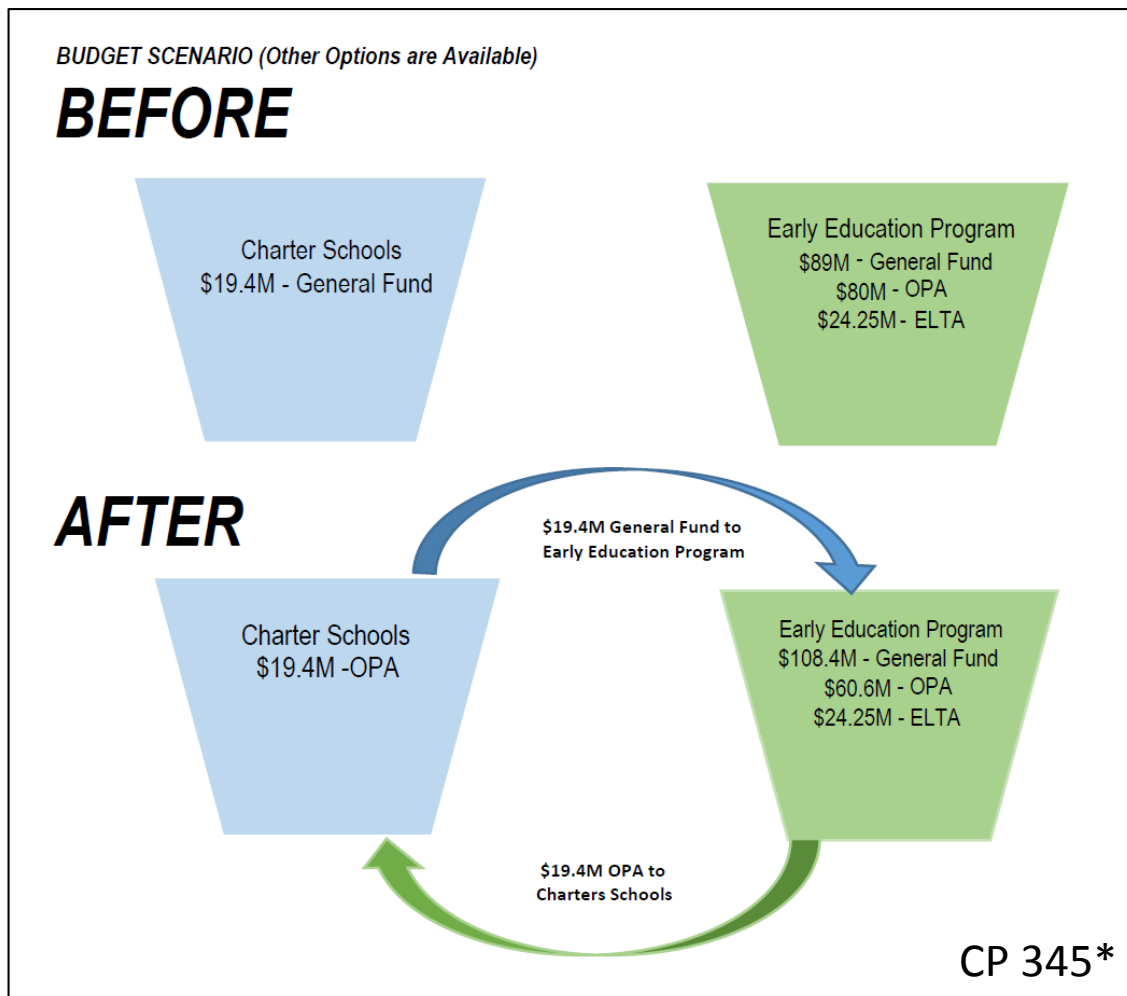 BUDGET SCENARIO (Other Options are Available)
BEFORE
Charter Schools
$19.4M - General Fund
Early Education Program
$89M - General Fund
$80M - OPA
$24.25M - ELTA
AFTER
$19.4M General Fund to
Early Education Program
Charter Schools
$19.4M -OPA
Early Education Program
$108.4M - General Fund
$60.6M - OPA
$24.25M - ELTA
$19.4M OPA to
Charters Schools
CP 345*